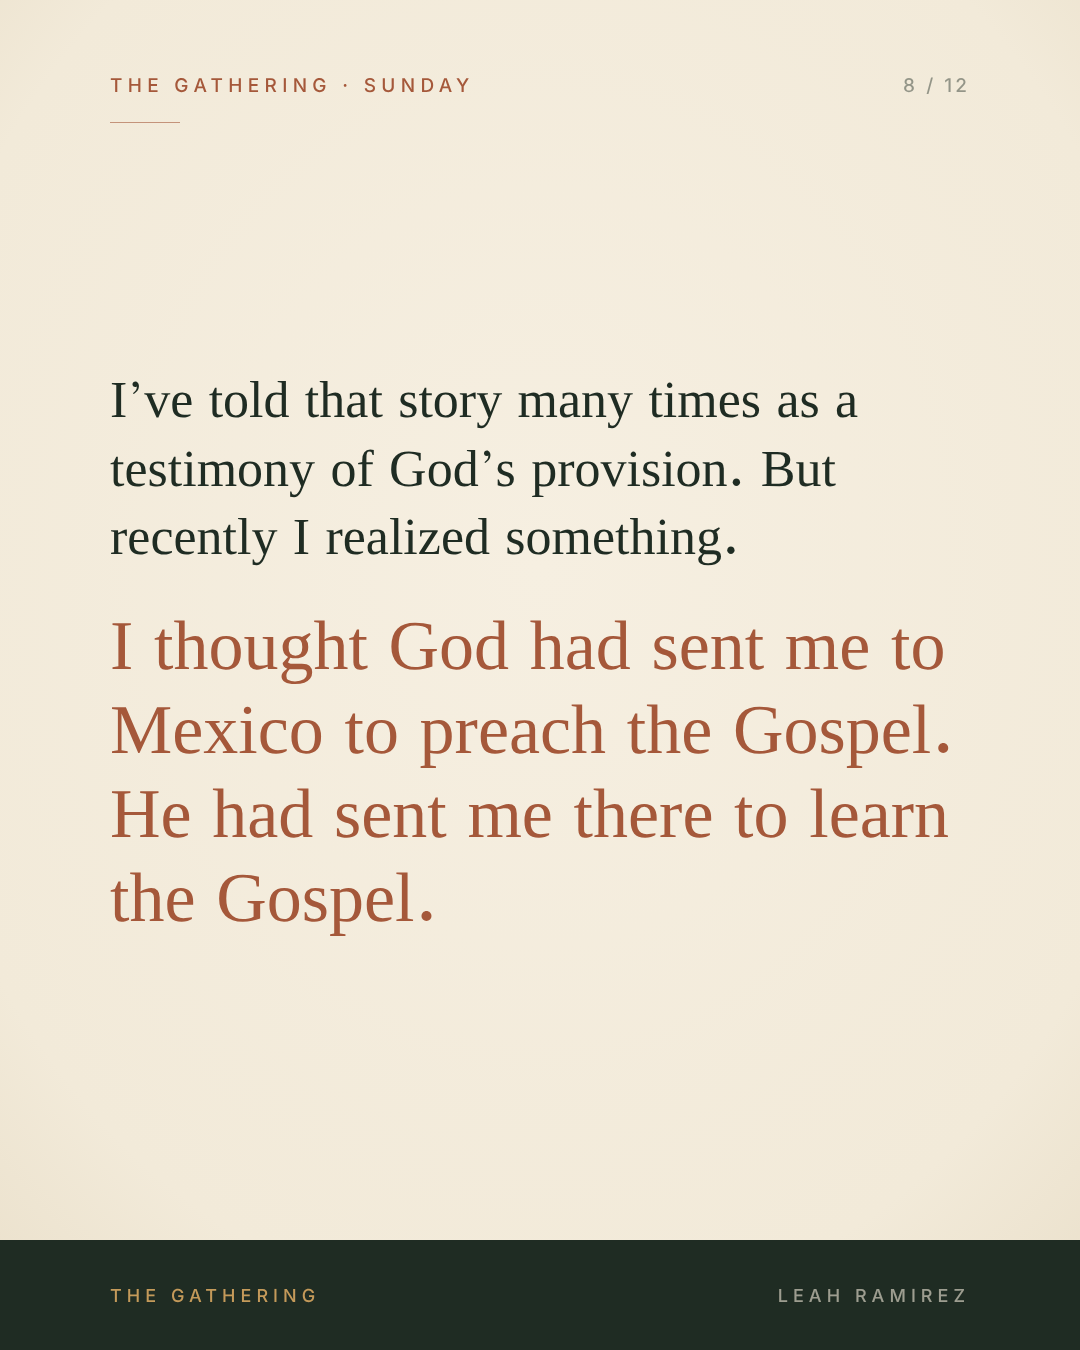 THE GATHERING · SUNDAY
8 / 12
I’ve told that story many times as a
testimony of God’s provision. But
recently I realized something.
I thought God had sent me to
Mexico to preach the Gospel.
He had sent me there to learn
the Gospel.
THE GATHERING
LEAH RAMIREZ